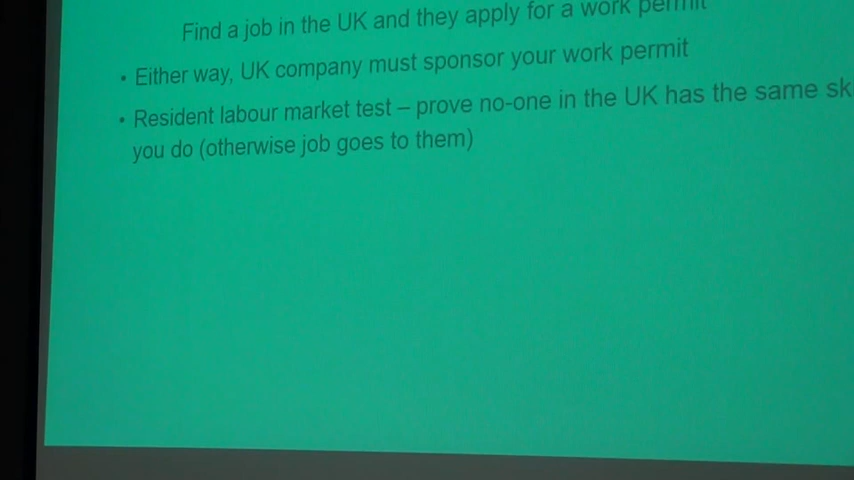 Find a job in the UK and they apply for a work permit
• Either way, UK company must sponsor your work permit
• Resident labour market test – prove no-one in the UK has the same
you do (otherwise job goes to them)